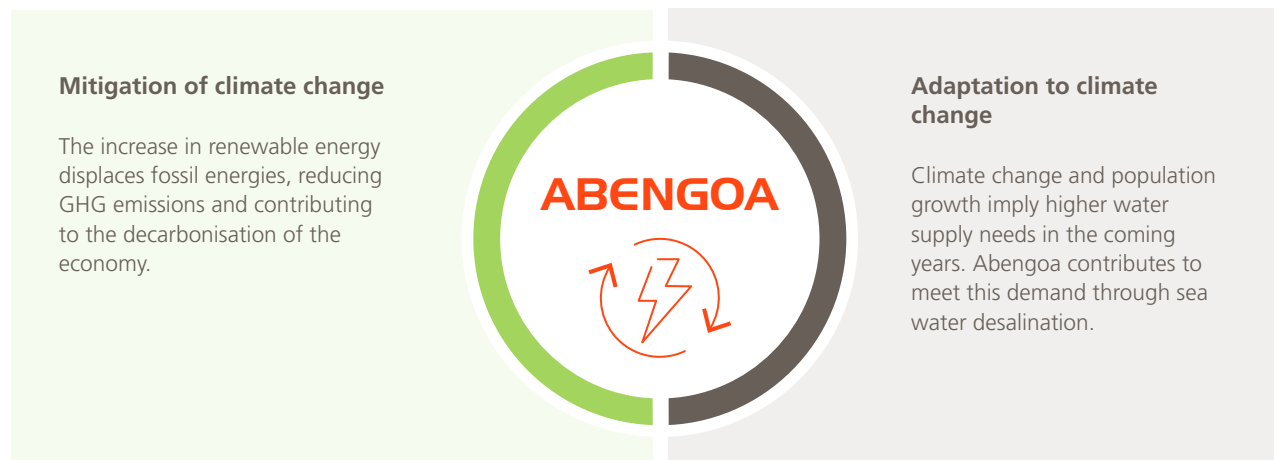 Mitigation of climate change
The increase in renewable energy
displaces fossil energies, reducing
GHG emissions and contributing
to the decarbonisation of the
economy.
ABENGOA
Adaptation to climate
change
Climate change and population
growth imply higher water
supply needs in the coming
years. Abengoa contributes to
meet this demand through sea
water desalination.